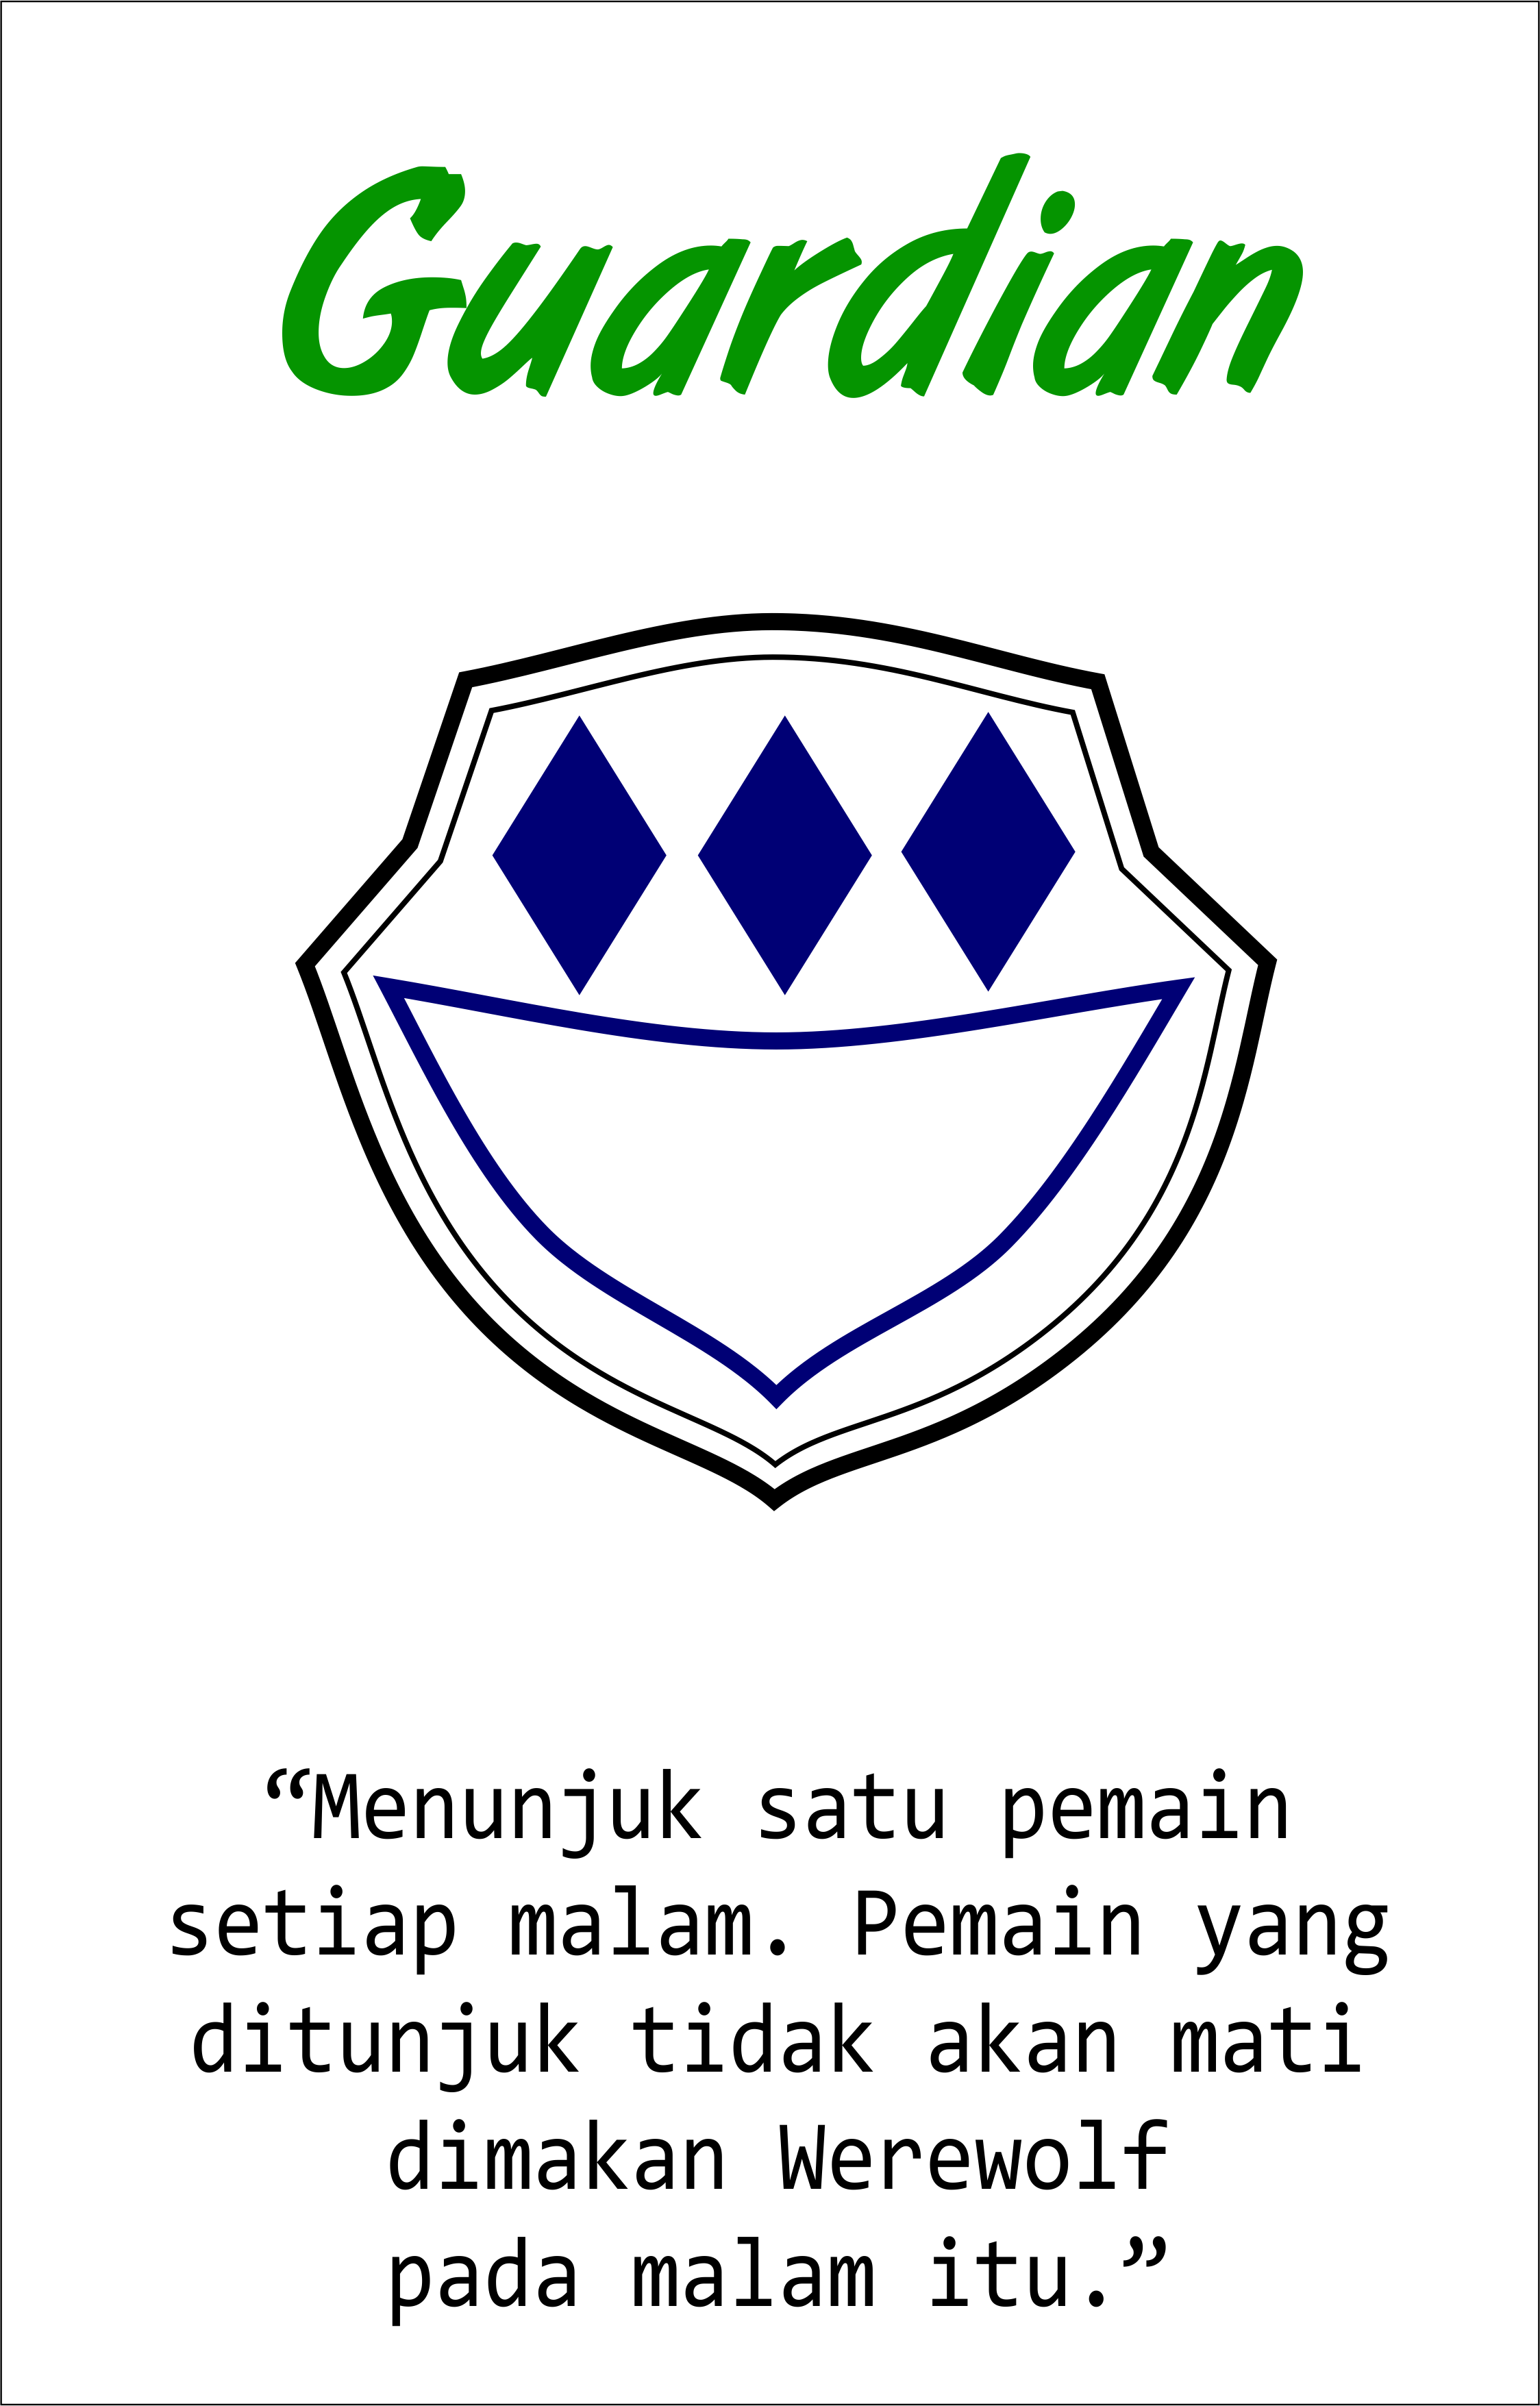 Guardian
“Menunjuk satu pemain
setiap malam. Pemain yang
ditunjuk tidak akan mati
dimakan Werewolf
pada malam itu.”